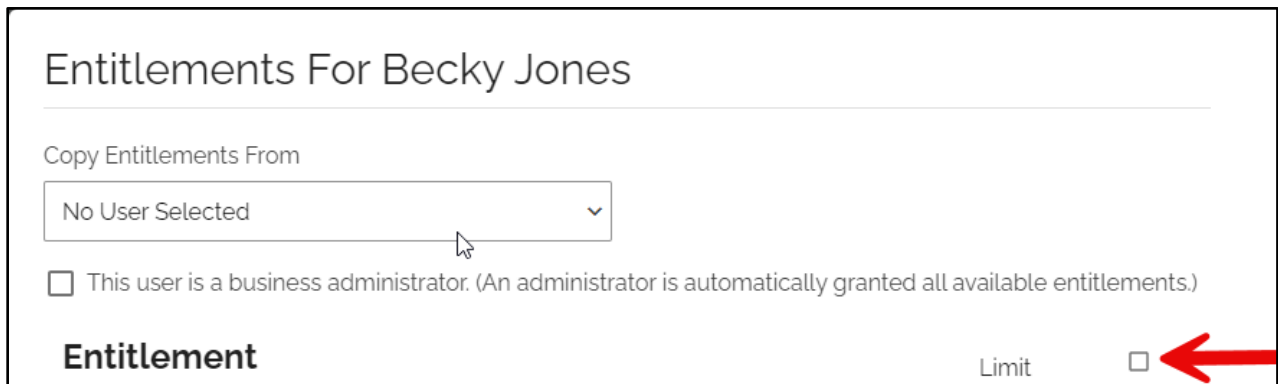 Entitlements For Becky Jones
Copy Entitlements From
No User Selected
This user is a business administrator. (An administrator is automatically granted all available entitlements.)
Entitlement
Limit